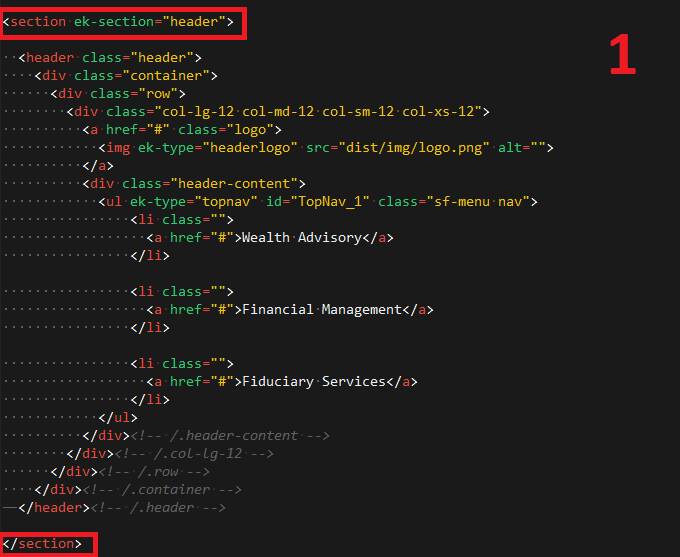 <section ek-section="header">
1
<header class="header">
<div class="container">
<div class="row">
<div class="col-lg-12 col-md-12 col-sm-12 col-xs-12">
<a href="#" class="logo">
<img ek-type="headerlogo" src="dist/img/logo.png" alt="">
</a>
<div class="header-content">
<ul ek-type="topnav" id="TopNav_1" class="sf-menu nav">
<li class="">
<a href="#">Wealth Advisory</a>
</li>
<li class="">
<a href="#">Financial Management</a>
</li>
<li class="">
<a href="#">Fiduciary Services</a>
</li>
</ul>
</div><!-- /.header-content -->
</div><!-- /.col-lg-12 -->
</div><!-- /.row -->
</div><!-- /.container -->
</header><!-- /.header -->
</section>